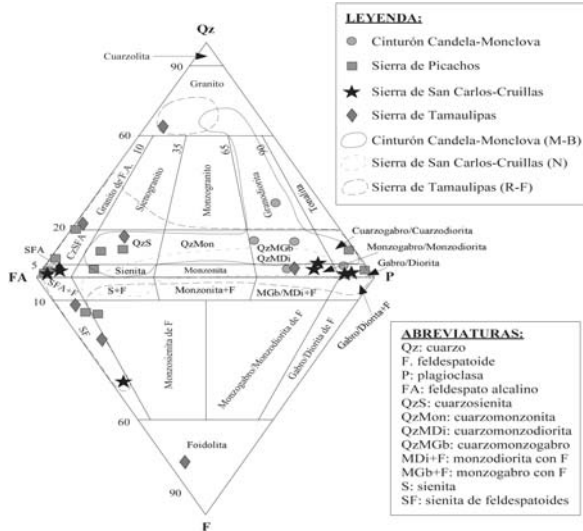 Qz
Cuarzolita
90
Granito
60
10
35
65
90
Granito de F.A.
Sienogranito
Monzogranito
Granodiorita
Tonalita
20
SFA
CzSFA
QzS
QzMon
QzMGb
QzMDi
Cuarzogabro/Cuarzodiorita
Monzogabro/Monzodiorita
Gabro/Diorita
5
FA
Sienita
Monzonita
P
10
SFA+F
S+F
Monzonita+F
MGb/MDi+F
Gabro/Diorita+F
SF
Monzosienita de F
Monzogabro/Monzodiorita de F
Gabro/Diorita de F
60
Foidolita
90
F
LEYENDA:
Cinturón Candela-Monclova
Sierra de Picachos
Sierra de San Carlos-Cruillas
Sierra de Tamaulipas
Cinturón Candela-Monclova (M-B)
Sierra de San Carlos-Cruillas (N)
Sierra de Tamaulipas (R-F)
ABREVIATURAS:
Qz: cuarzo
F. feldespatoide
P: plagioclasa
FA: feldespato alcalino
QzS: cuarzosienita
QzMon: cuarzomonzonita
QzMDi: cuarzomonzodiorita
QzMGb: cuarzomonzogabro
MDi+F: monzodiorita con F
MGb+F: monzogabro con F
S: sienita
SF: sienita de feldespatoides